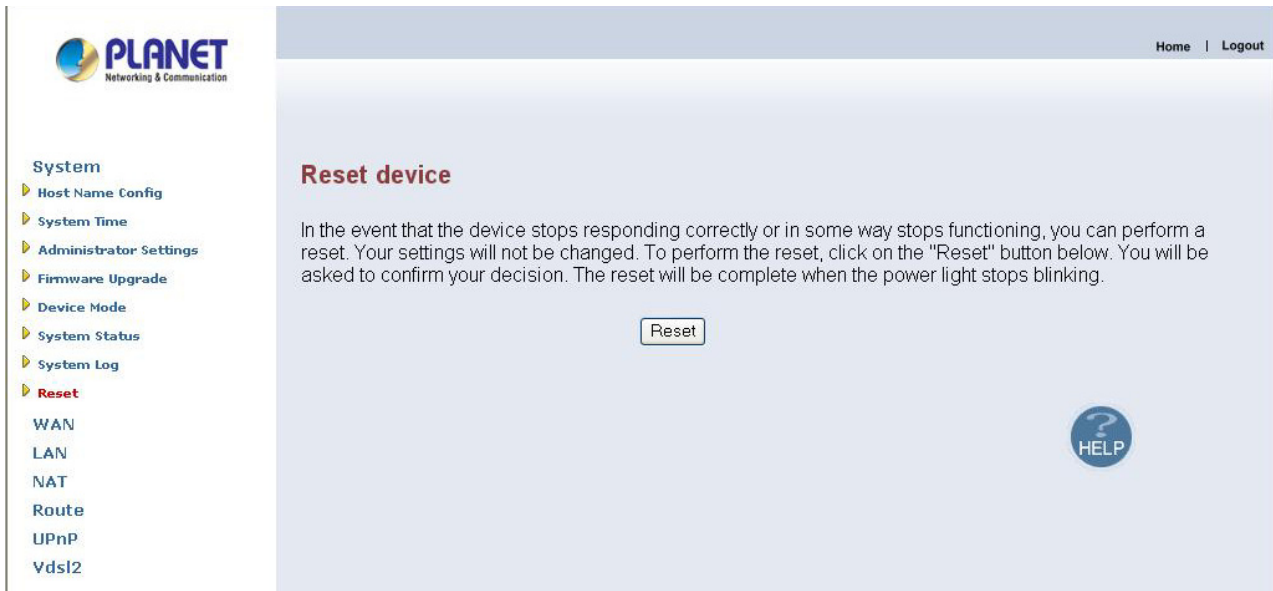 PLANET
Networking & Communication
Home | Logout
System
Host Name Config
System Time
Administrator Settings
Firmware Upgrade
Device Mode
System Status
System Log
Reset
WAN
LAN
NAT
Route
UPnP
Vdsl2
Reset device
In the event that the device stops responding correctly or in some way stops functioning, you can perform a
reset. Your settings will not be changed. To perform the reset, click on the "Reset" button below. You will be
asked to confirm your decision. The reset will be complete when the power light stops blinking.
Reset
?
HELP